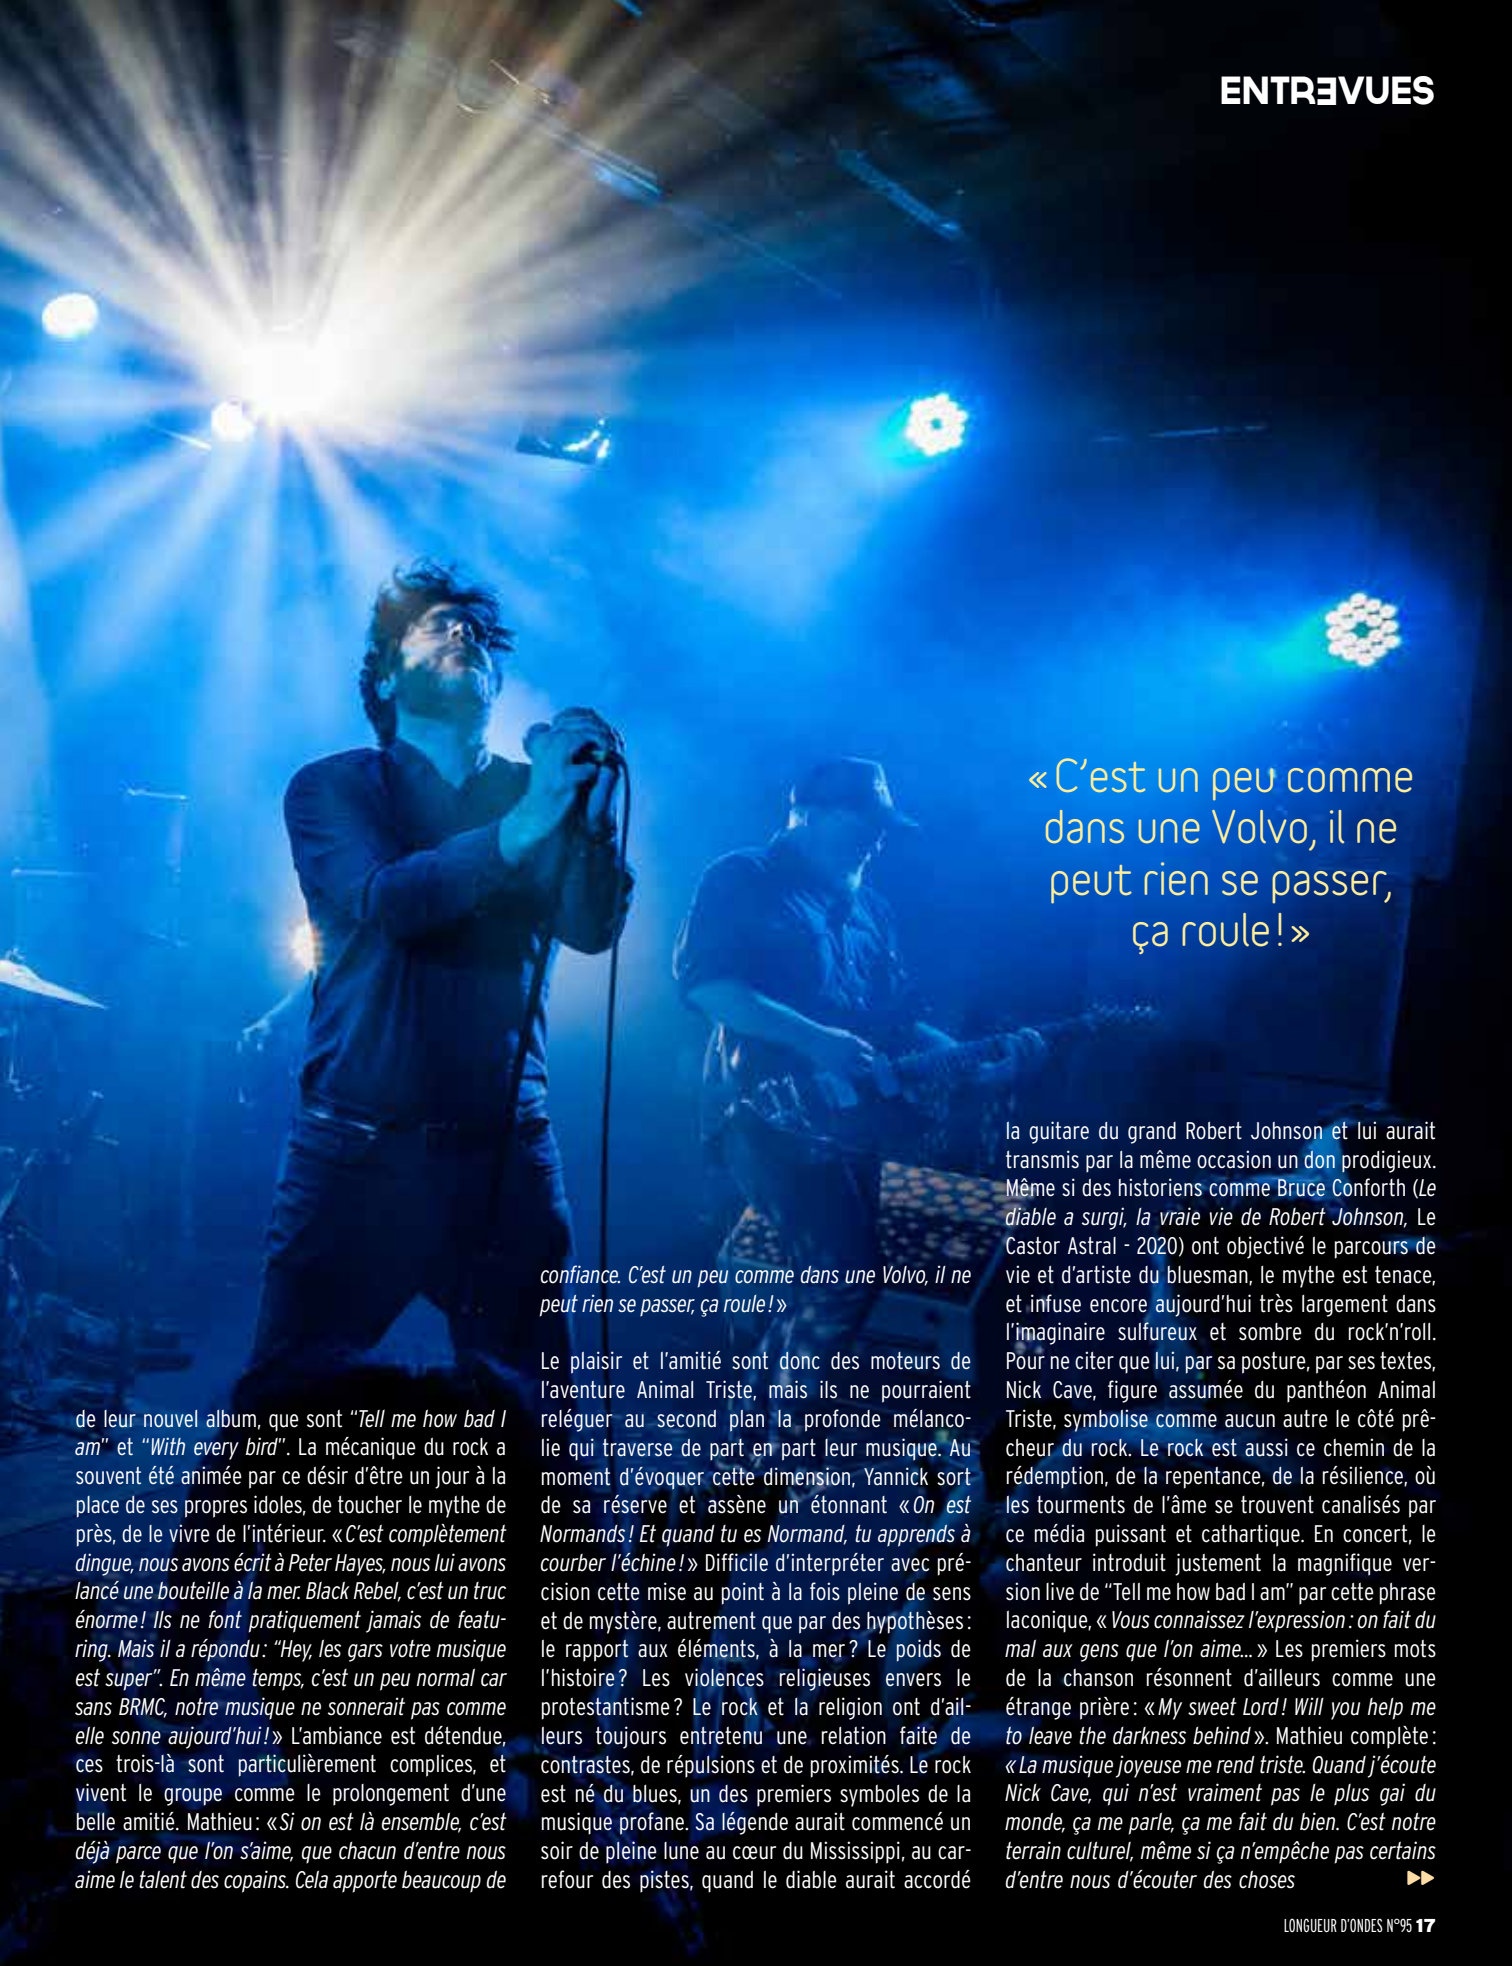 ENTREVUES
« C’est un peu comme
dans une Volvo, il ne
peut rien se passer,
ça roule ! »
de leur nouvel album, que sont “Tell me how bad I
am” et “With every bird”. La mécanique du rock a
souvent été animée par ce désir d’être un jour à la
place de ses propres idoles, de toucher le mythe de
près, de le vivre de l’intérieur. « C’est complètement
dingue, nous avons écrit à Peter Hayes, nous lui avons
lancé une bouteille à la mer. Black Rebel, c’est un truc
énorme ! Ils ne font pratiquement jamais de featu-
ring. Mais il a répondu : “Hey, les gars votre musique
est super”. En même temps, c’est un peu normal car
sans BRMC, notre musique ne sonnerait pas comme
elle sonne aujourd’hui ! » L’ambiance est détendue,
ces trois-là sont particulièrement complices, et
vivent le groupe comme le prolongement d’une
belle amitié. Mathieu : « Si on est là ensemble, c’est
déjà parce que l’on s’aime, que chacun d’entre nous
aime le talent des copains. Cela apporte beaucoup de
confiance. C’est un peu comme dans une Volvo, il ne
peut rien se passer, ça roule ! »
Le plaisir et l’amitié sont donc des moteurs de
l’aventure Animal Triste, mais ils ne pourraient
reléguer au second plan la profonde mélanco-
lie qui traverse de part en part leur musique. Au
moment d’évoquer cette dimension, Yannick sort
de sa réserve et assène un étonnant « On est
Normands ! Et quand tu es Normand, tu apprends à
courber l’échine ! » Difficile d’interpréter avec pré-
cision cette mise au point à la fois pleine de sens
et de mystère, autrement que par des hypothèses :
le rapport aux éléments, à la mer ? Le poids de
l’histoire ? Les violences religieuses envers le
protestantisme ? Le rock et la religion ont d’ail-
leurs toujours entretenu une relation faite de
contrastes, de répulsions et de proximités. Le rock
est né du blues, un des premiers symboles de la
musique profane. Sa légende aurait commencé un
soir de pleine lune au cœur du Mississippi, au car-
refour des pistes, quand le diable aurait accordé
la guitare du grand Robert Johnson et lui aurait
transmis par la même occasion un don prodigieux.
Même si des historiens comme Bruce Conforth (Le
diable a surgi, la vraie vie de Robert Johnson, Le
Castor Astral - 2020) ont objectivé le parcours de
vie et d’artiste du bluesman, le mythe est tenace,
et infuse encore aujourd’hui très largement dans
l’imaginaire sulfureux et sombre du rock’n’roll.
Pour ne citer que lui, par sa posture, par ses textes,
Nick Cave, figure assumée du panthéon Animal
Triste, symbolise comme aucun autre le côté prê-
cheur du rock. Le rock est aussi ce chemin de la
rédemption, de la repentance, de la résilience, où
les tourments de l’âme se trouvent canalisés par
ce média puissant et cathartique. En concert, le
chanteur introduit justement la magnifique ver-
sion live de “Tell me how bad I am” par cette phrase
laconique, « Vous connaissez l’expression : on fait du
mal aux gens que l’on aime... » Les premiers mots
de la chanson résonnent d’ailleurs comme une
étrange prière : « My sweet Lord ! Will you help me
to leave the darkness behind ». Mathieu complète :
« La musique joyeuse me rend triste. Quand j’écoute
Nick Cave, qui n’est vraiment pas le plus gai du
monde, ça me parle, ça me fait du bien. C’est notre
terrain culturel, même si ça n’empêche pas certains
d’entre nous d’écouter des choses
LONGUEUR D’ONDES N°95 17